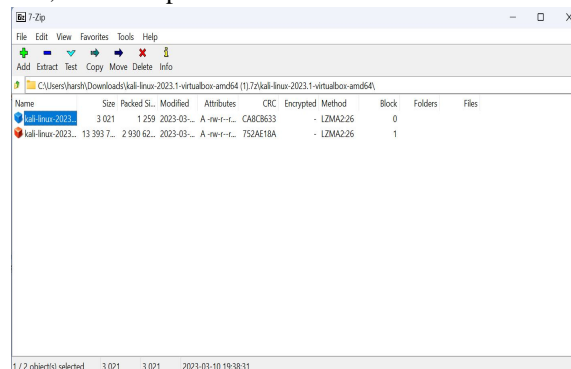 7-Zip
File Edit View Favorites Tools Help
Add Extract Test Copy Move Delete Info
C:\Users\harsh\Downloads\kali-linux-2023.1-virtualbox-amd64 (1).7z\kali-linux-2023.1-virtualbox-amd64\
Name Size Packed Si... Modified Attributes CRC Encrypted Method Block Folders Files
kali-linux-2023... 3 021 1 259 2023-03-... A -rw-r--r... CA8CB633 - LZMA2:26 0
kali-linux-2023... 13 393 7... 2 930 62... 2023-03-... A -rw-r--r... 752AE18A - LZMA2:26 1
1 / 2 object(s) selected 3 021 3 021 2023-03-10 19:38:31